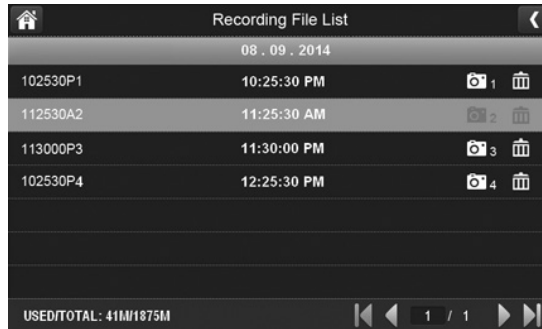 Recording File List
08 . 09 . 2014
102530P1 10:25:30 PM 1
112530A2 11:25:30 AM 2
113000P3 11:30:00 PM 3
102530P4 12:25:30 PM 4
USED/TOTAL: 41M/1875M 1 / 1